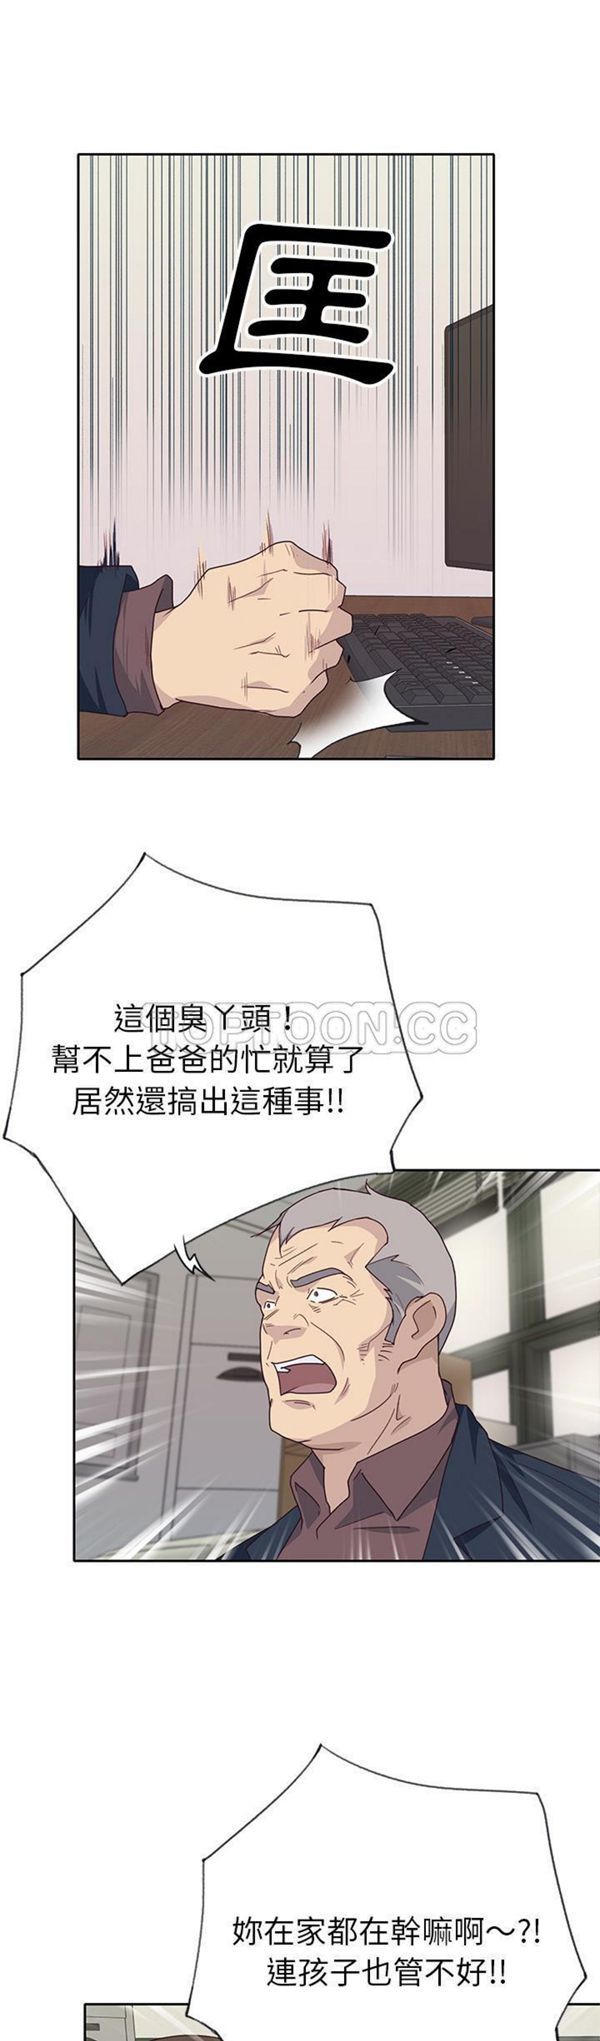 匡
這個臭丫頭！
TOPTOON.CC
幫不上爸爸的忙就算了
居然還搞出這種事!!
妳在家都在幹嘛啊～?!
連孩子也管不好!!